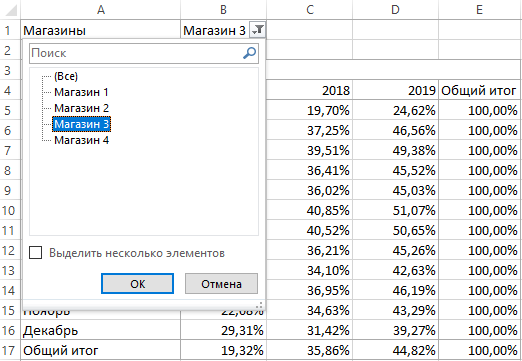 A B C D E
1 Магазины Магазин 3
2 Поиск
3 (Все)
Магазин 1
4 Магазин 2 2018 2019 Общий итог
5 Магазин 3 19,70% 24,62% 100,00%
6 Магазин 4 37,25% 46,56% 100,00%
7 39,51% 49,38% 100,00%
8 36,41% 45,52% 100,00%
9 36,02% 45,03% 100,00%
10 40,85% 51,07% 100,00%
11 40,52% 50,65% 100,00%
12 Выделить несколько элементов 36,21% 45,26% 100,00%
13 34,10% 42,63% 100,00%
14 ОК Отмена 36,95% 46,19% 100,00%
15 Ноябрь 22,08% 34,63% 43,29% 100,00%
16 Декабрь 29,31% 31,42% 39,27% 100,00%
17 Общий итог 19,32% 35,86% 44,82% 100,00%